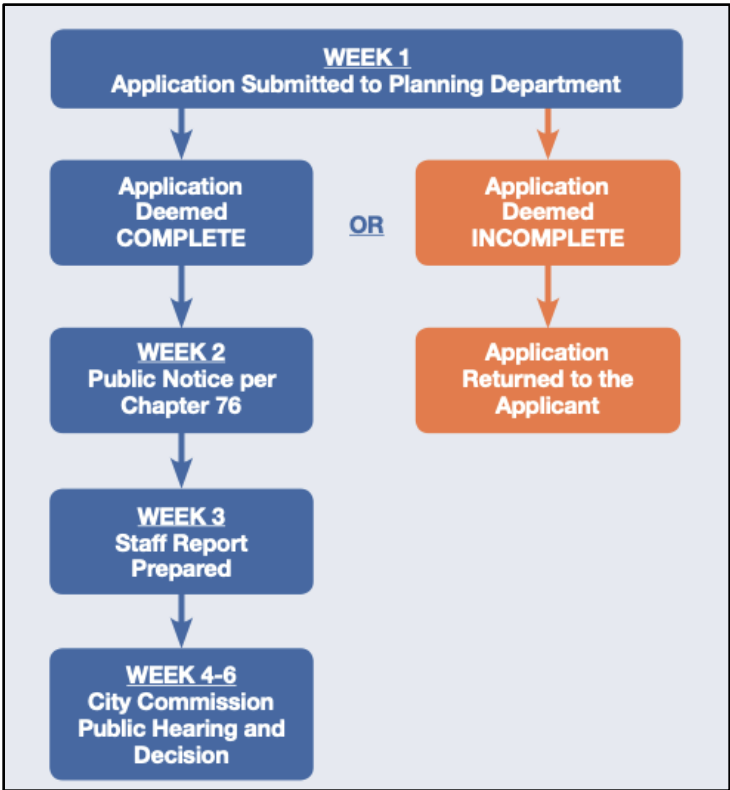 WEEK 1
Application Submitted to Planning Department
Application
Deemed
COMPLETE
OR
Application
Deemed
INCOMPLETE
WEEK 2
Public Notice per
Chapter 76
Application
Returned to the
Applicant
WEEK 3
Staff Report
Prepared
WEEK 4-6
City Commission
Public Hearing and
Decision